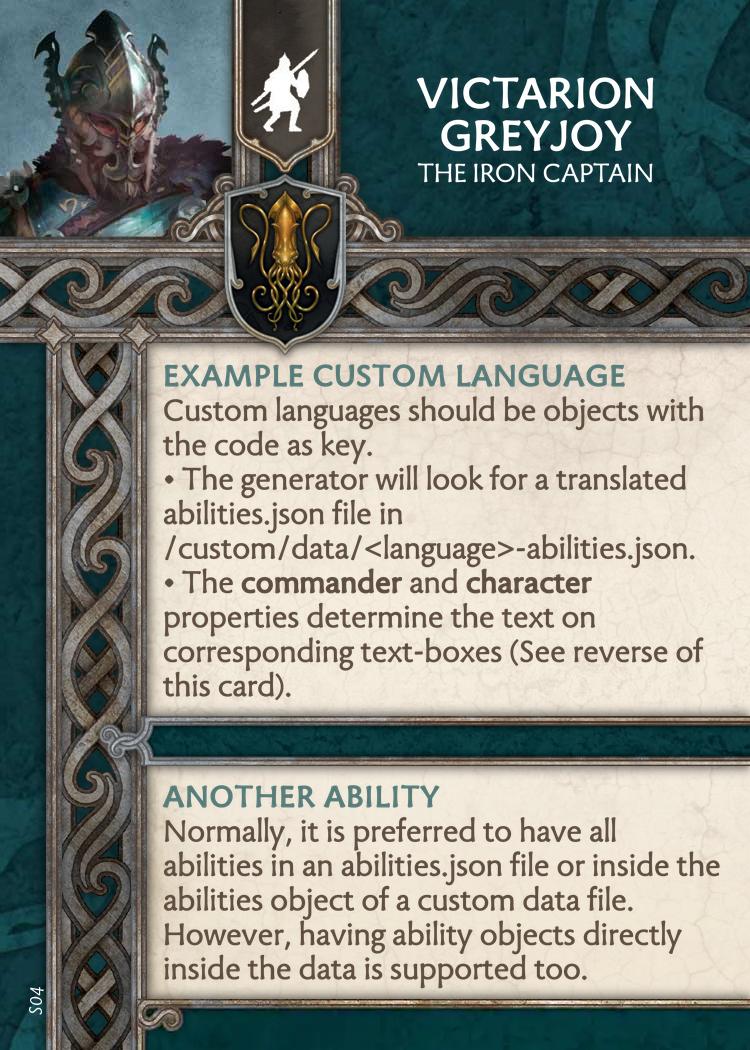 VICTARION
GREYJOY
THE IRON CAPTAIN
EXAMPLE CUSTOM LANGUAGE
Custom languages should be objects with
the code as key.
• The generator will look for a translated
abilities.json file in
/custom/data/<language>-abilities.json.
• The commander and character
properties determine the text on
corresponding text-boxes (See reverse of
this card).
ANOTHER ABILITY
Normally, it is preferred to have all
abilities in an abilities.json file or inside the
abilities object of a custom data file.
However, having ability objects directly
inside the data is supported too.
S04